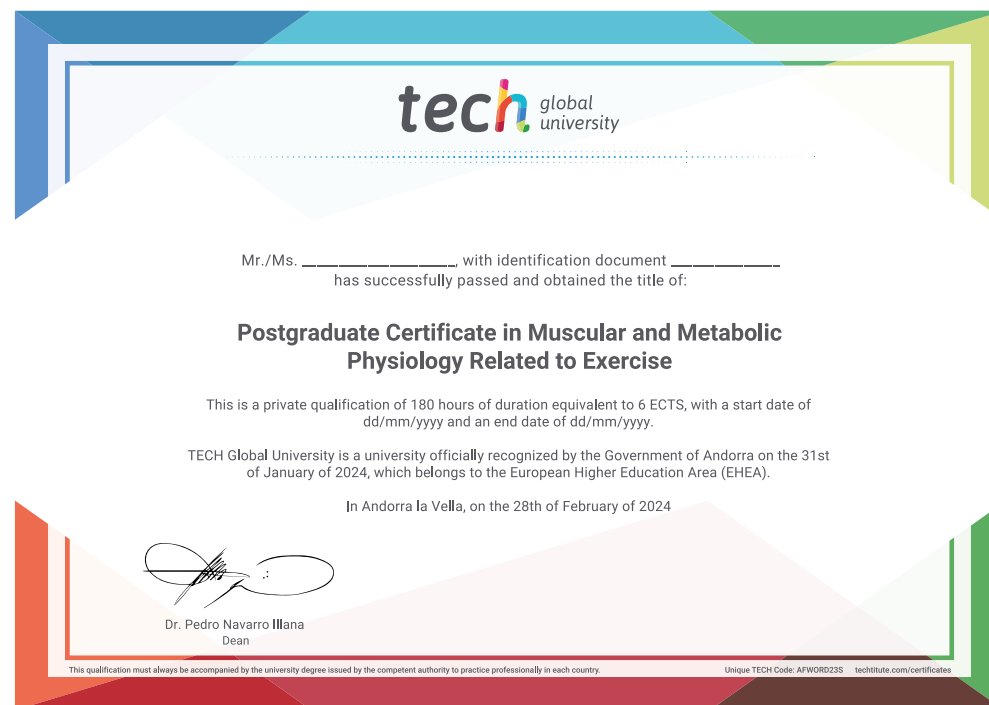 tech global university
Mr./Ms. ____________________, with identification document ______________
has successfully passed and obtained the title of:
Postgraduate Certificate in Muscular and Metabolic
Physiology Related to Exercise
This is a private qualification of 180 hours of duration equivalent to 6 ECTS, with a start date of
dd/mm/yyyy and an end date of dd/mm/yyyy.
TECH Global University is a university officially recognized by the Government of Andorra on the 31st
of January of 2024, which belongs to the European Higher Education Area (EHEA).
In Andorra la Vella, on the 28th of February of 2024
Dr. Pedro Navarro Illana
Dean
This qualification must always be accompanied by the university degree issued by the competent authority to practice professionally in each country.
Unique TECH Code: AFWORD23S techtitute.com/certificates